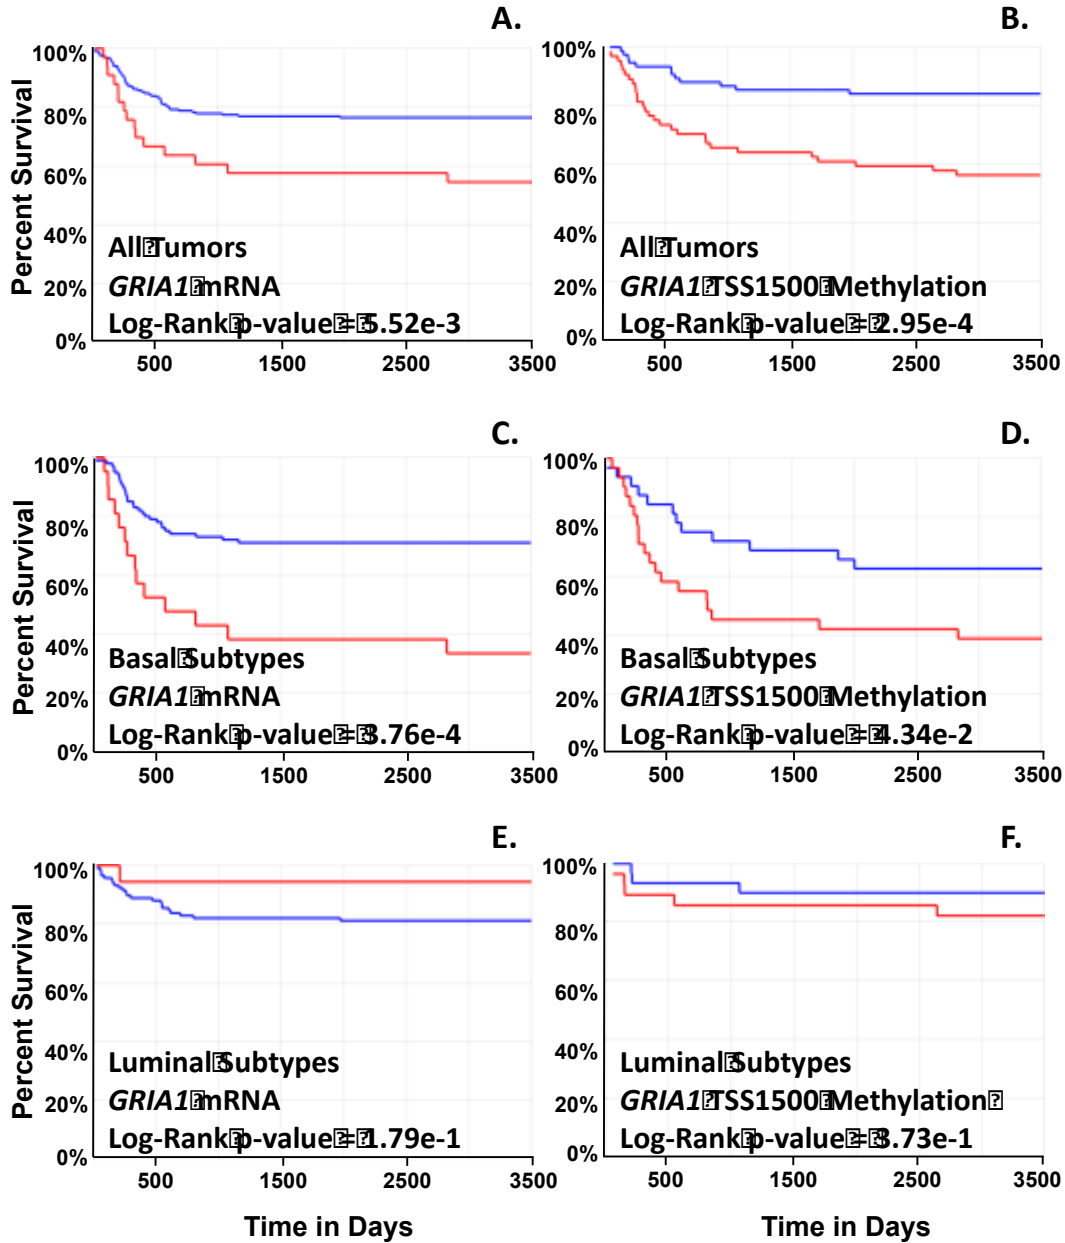 A.
B.
Percent Survival
100%
80%
60%
40%
20%
0%
All Tumors
GRIA1 mRNA
Log-Rank p-value = 5.52e-3
500
1500
2500
3500
100%
80%
60%
40%
20%
0%
All Tumors
GRIA1 TSS1500 Methylation
Log-Rank p-value = 2.95e-4
500
1500
2500
3500
C.
D.
Percent Survival
100%
80%
60%
40%
20%
0%
Basal Subtypes
GRIA1 mRNA
Log-Rank p-value = 3.76e-4
500
1500
2500
3500
100%
80%
60%
40%
20%
0%
Basal Subtypes
GRIA1 TSS1500 Methylation
Log-Rank p-value = 4.34e-2
500
1500
2500
3500
E.
F.
Percent Survival
100%
80%
60%
40%
20%
0%
Luminal Subtypes
GRIA1 mRNA
Log-Rank p-value = 1.79e-1
500
1500
2500
3500
Time in Days
100%
80%
60%
40%
20%
0%
Luminal Subtypes
GRIA1 TSS1500 Methylation
Log-Rank p-value = 3.73e-1
500
1500
2500
3500
Time in Days